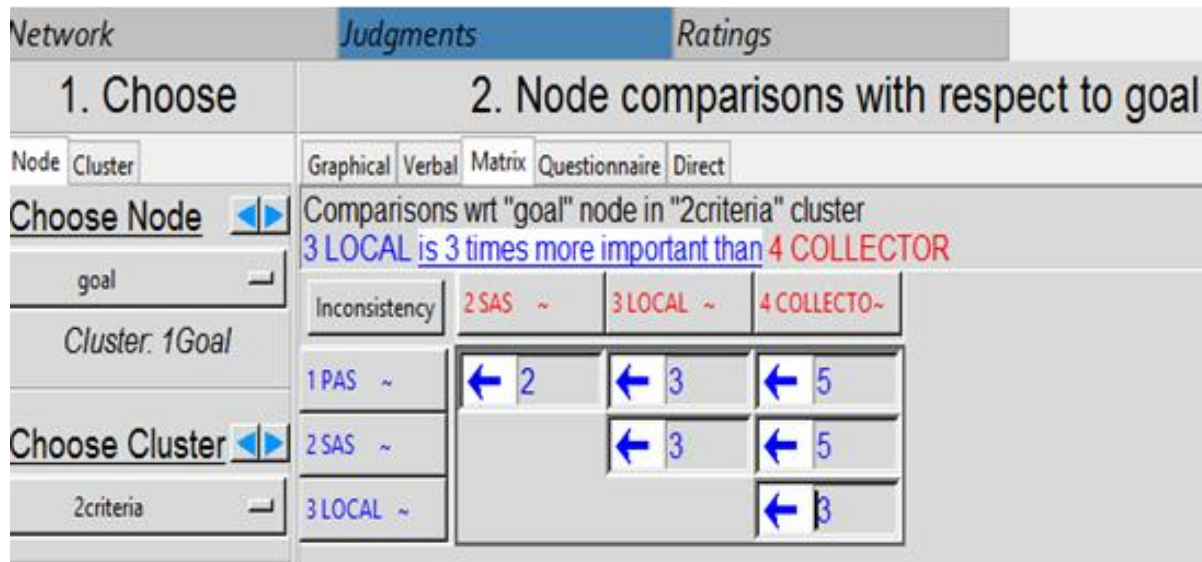 Network Judgments Ratings
1. Choose 2. Node comparisons with respect to goal
Node Cluster Graphical Verbal Matrix Questionnaire Direct
Choose Node
goal
Cluster: 1Goal
Choose Cluster
2criteria
Comparisons wrt "goal" node in "2criteria" cluster
3 LOCAL is 3 times more important than 4 COLLECTOR
Inconsistency 2 SAS ~ 3 LOCAL ~ 4 COLLECTO~
1 PAS ~ 2 3 5
2 SAS ~ 3 5
3 LOCAL ~ 3